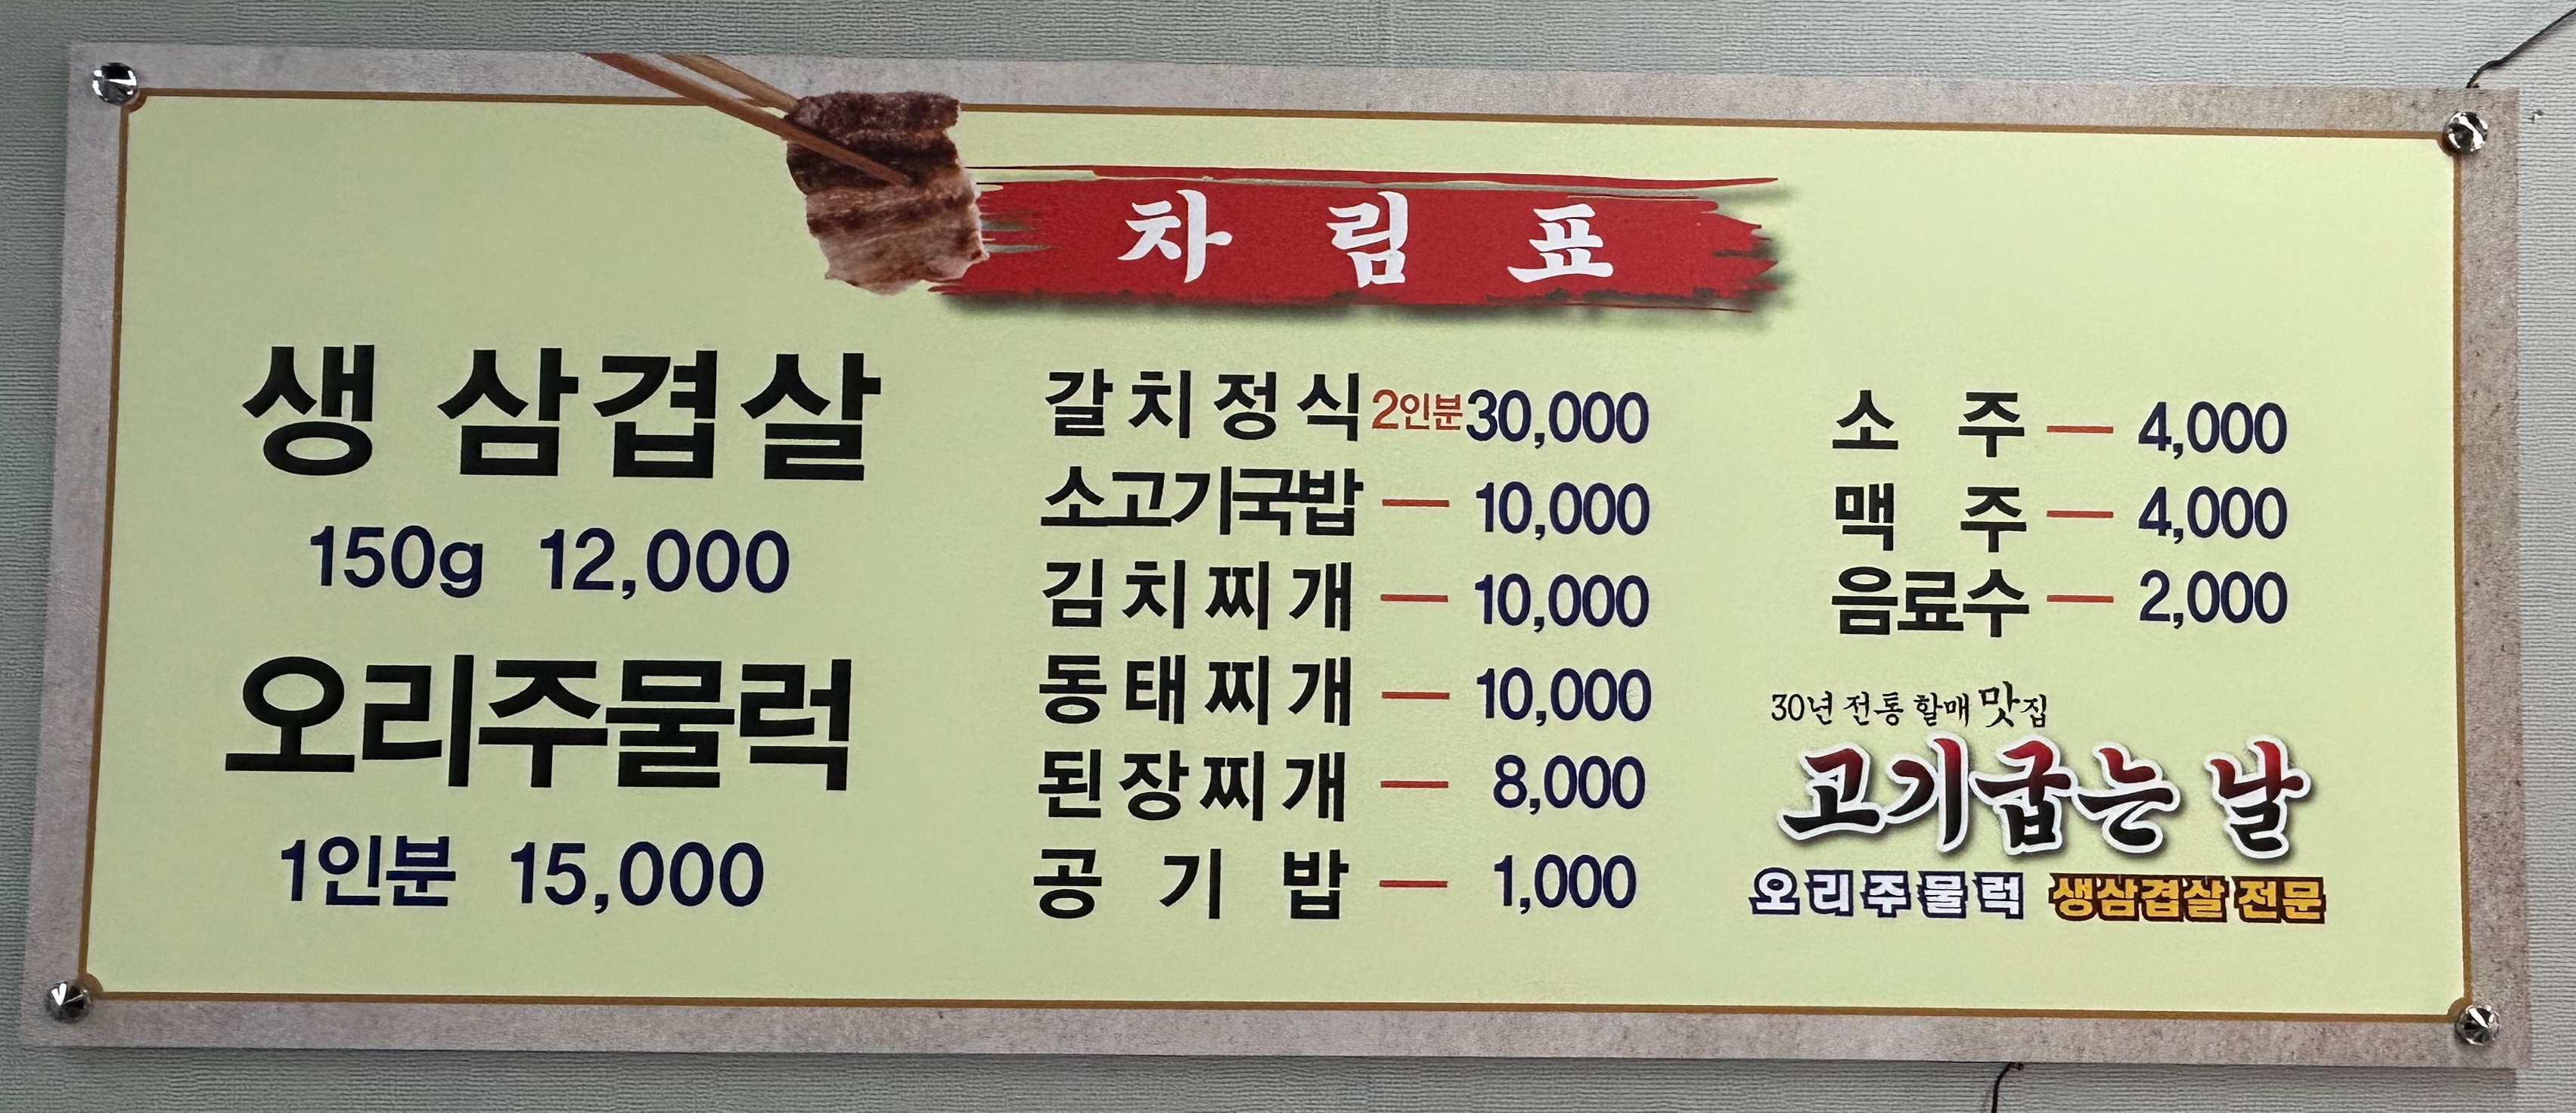 차림표
생 삼겹살
150g 12,000
오리주물럭
1인분 15,000
갈치정식 2인분 30,000
소고기국밥 — 10,000
김치찌개 — 10,000
동태찌개 — 10,000
된장찌개 — 8,000
공기밥 — 1,000
소주 — 4,000
맥주 — 4,000
음료수 — 2,000
30년 전통 할매 맛집
고기굽는 날
오리주물럭 생삼겹살 전문